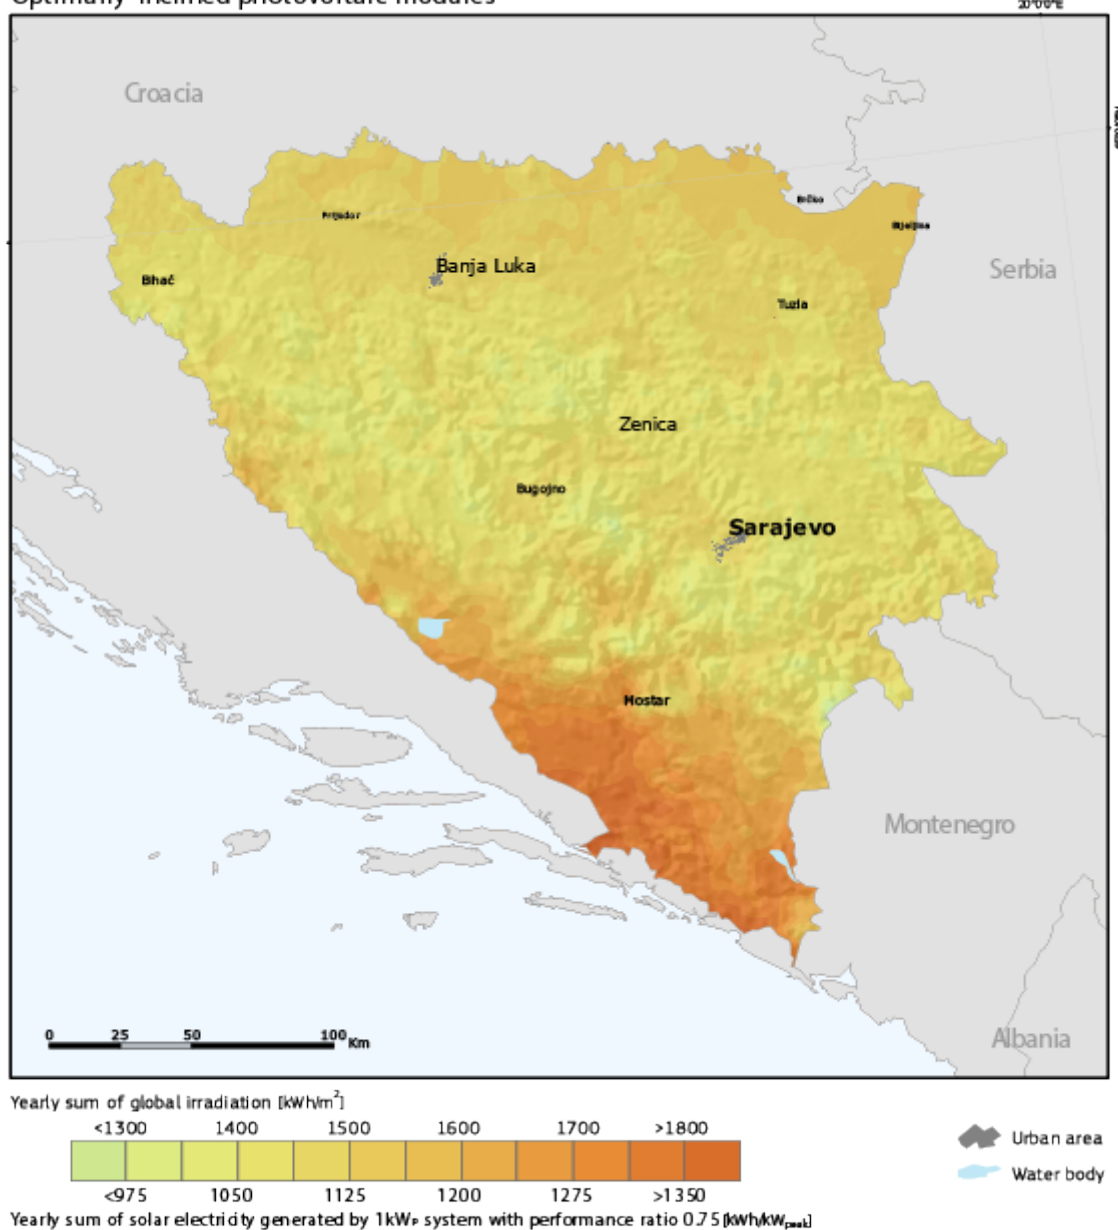 Optimally-inclined photovoltaic modules
20°0'0"E
Croacia
Brčko
Prijedor
Bijeljina
Banja Luka
Serbia
Bihać
Tuzla
Zenica
Bugojno
Sarajevo
Mostar
Montenegro
0 25 50 100 Km
Albania
Yearly sum of global irradiation [kWh/m²]
<1300 1400 1500 1600 1700 >1800
Urban area
Water body
<975 1050 1125 1200 1275 >1350
Yearly sum of solar electricity generated by 1kWₚ system with performance ratio 0.75 [kWh/kWpeak]